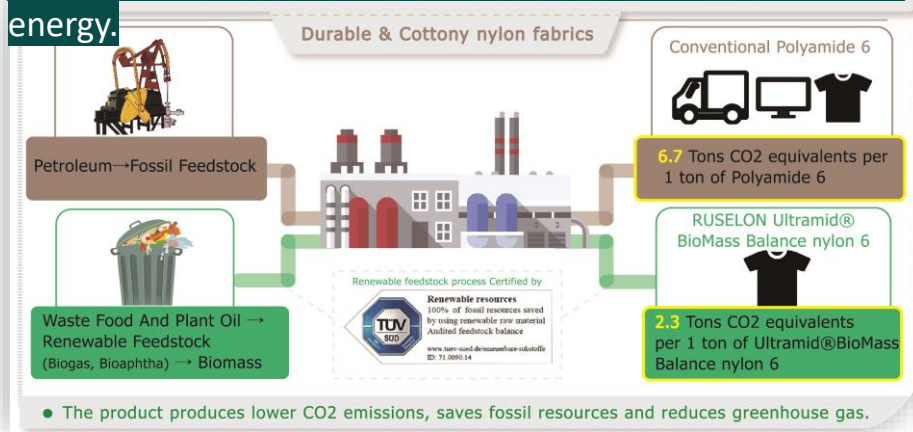 energy.
Durable & Cottony nylon fabrics
Conventional Polyamide 6
Petroleum→Fossil Feedstock
6.7 Tons CO2 equivalents per
1 ton of Polyamide 6
RUSELON Ultramid®
BioMass Balance nylon 6
Renewable feedstock process Certified by
TÜV
SÜD
Renewable resources
100% of fossil resources saved
by using renewable raw material
Audited feedstock balance
ID: 71.0690.14
Waste Food And Plant Oil →
Renewable Feedstock
(Biogas, Bioaphtha) → Biomass
2.3 Tons CO2 equivalents
per 1 ton of Ultramid®BioMass
Balance nylon 6
• The product produces lower CO2 emissions, saves fossil resources and reduces greenhouse gas.